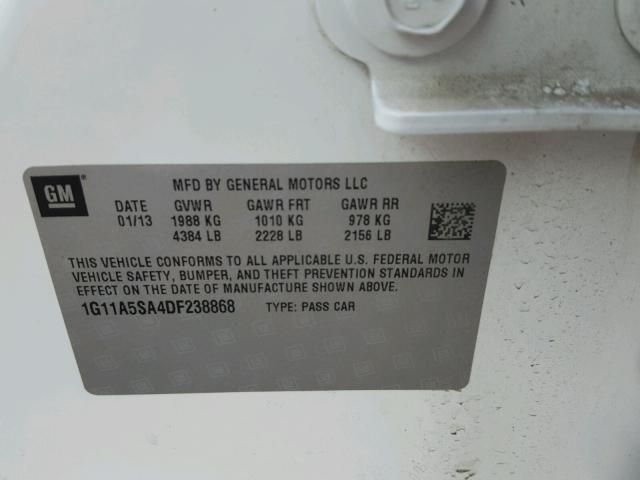 GM
MFD BY GENERAL MOTORS LLC
DATE GVWR GAWR FRT GAWR RR
01/13 1988 KG 1010 KG 978 KG
4384 LB 2228 LB 2156 LB
THIS VEHICLE CONFORMS TO ALL APPLICABLE U.S. FEDERAL MOTOR
VEHICLE SAFETY, BUMPER, AND THEFT PREVENTION STANDARDS IN
EFFECT ON THE DATE OF MANUFACTURE SHOWN ABOVE.
1G11A5SA4DF238868 TYPE: PASS CAR